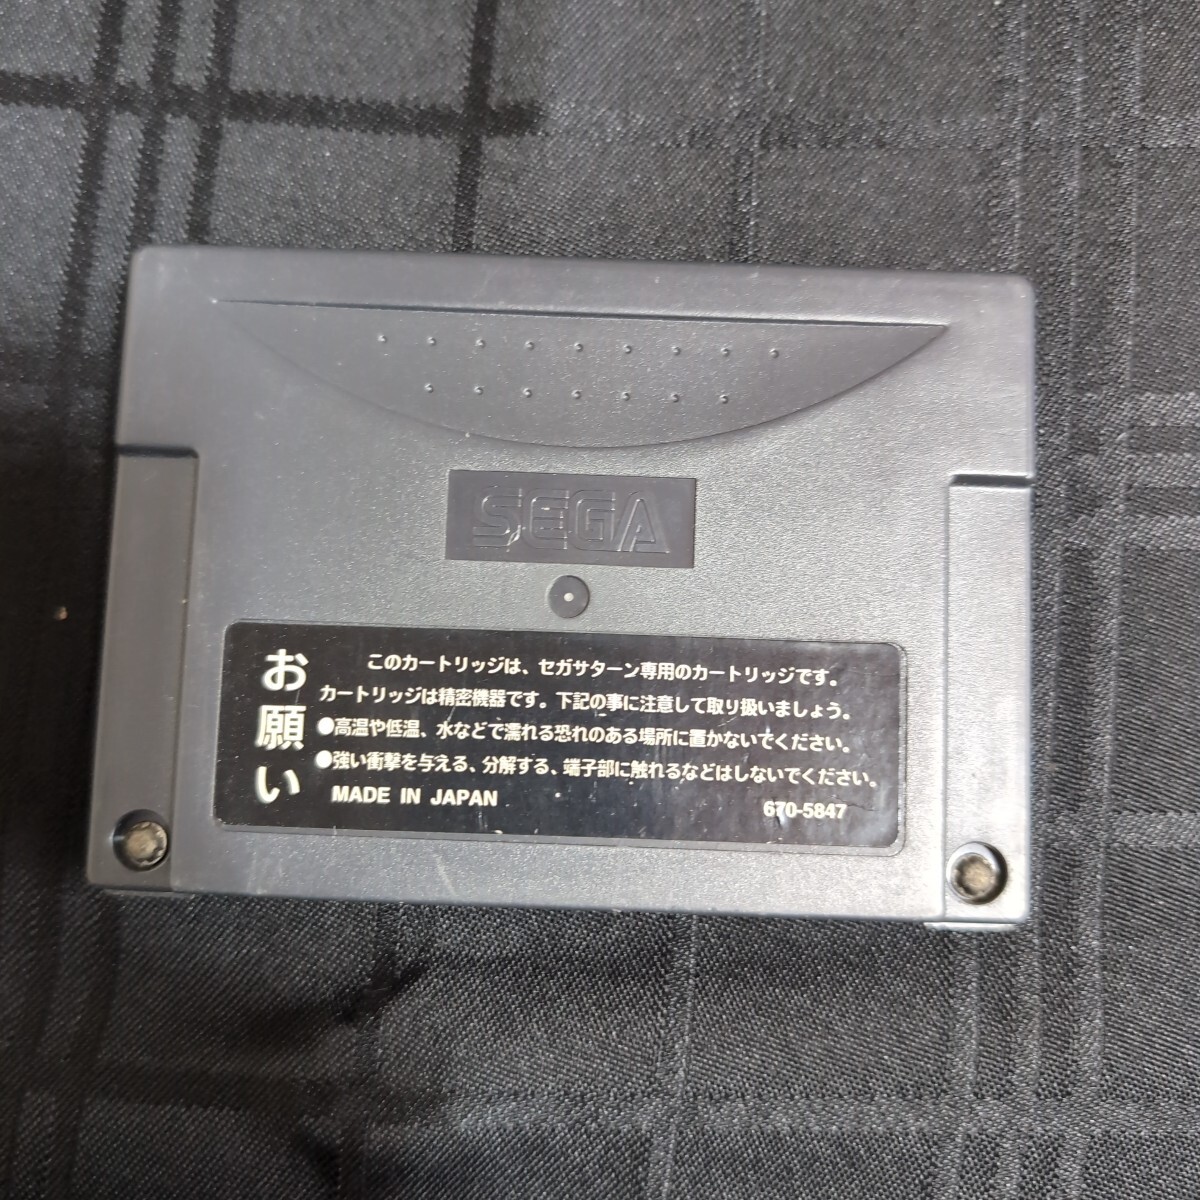 SEGA
お願い
このカートリッジは、セガサターン専用のカートリッジです。
カートリッジは精密機器です。下記の事に注意して取り扱いましょう。
●高温や低温、水などで濡れる恐れのある場所に置かないでください。
●強い衝撃を与える、分解する、端子部に触れるなどはしないでください。
MADE IN JAPAN 670-5847